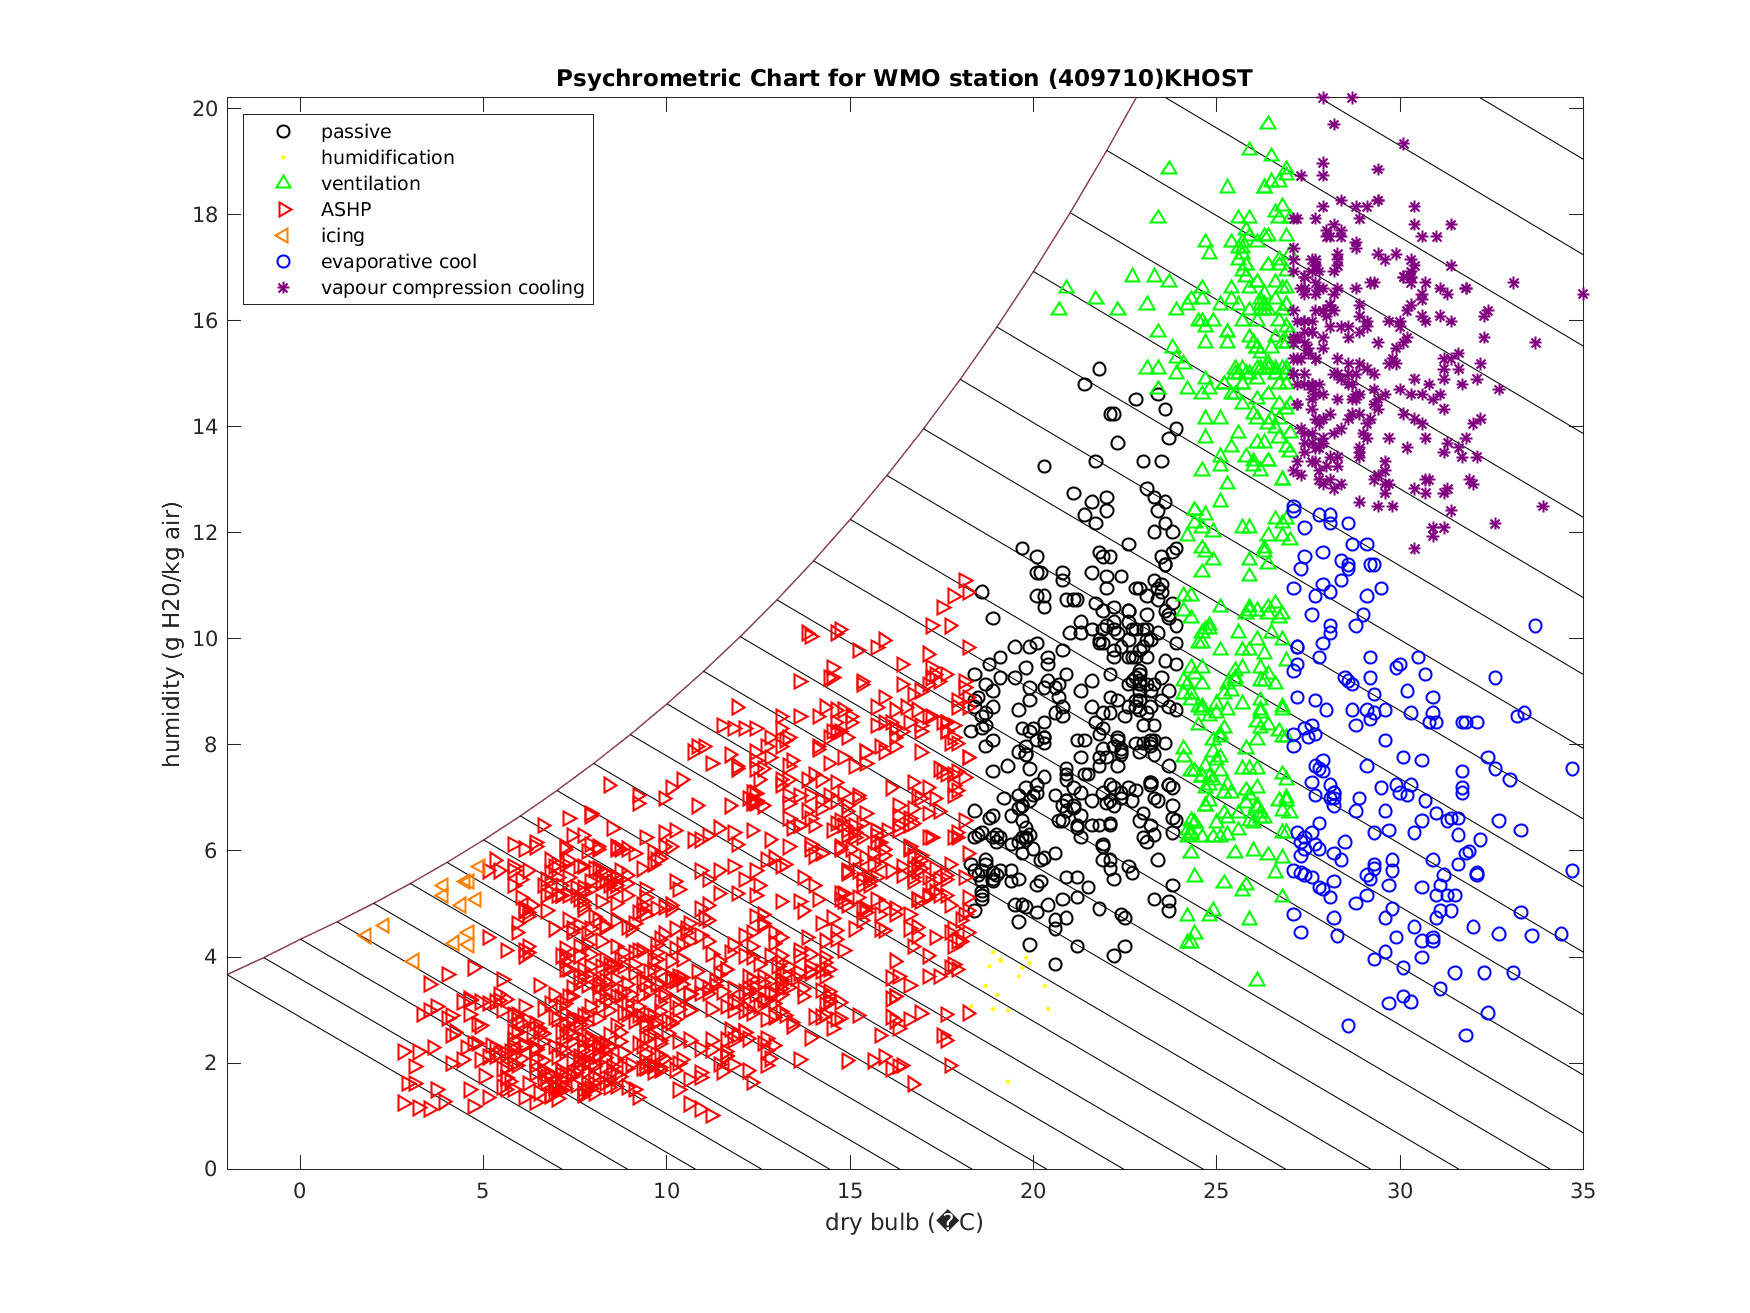 Psychrometric Chart for WMO station (409710)KHOST
passive
humidification
ventilation
ASHP
icing
evaporative cool
vapour compression cooling
humidity (g H20/kg air)
20
18
16
14
12
10
8
6
4
2
0
0 5 10 15 20 25 30 35
dry bulb (�C)